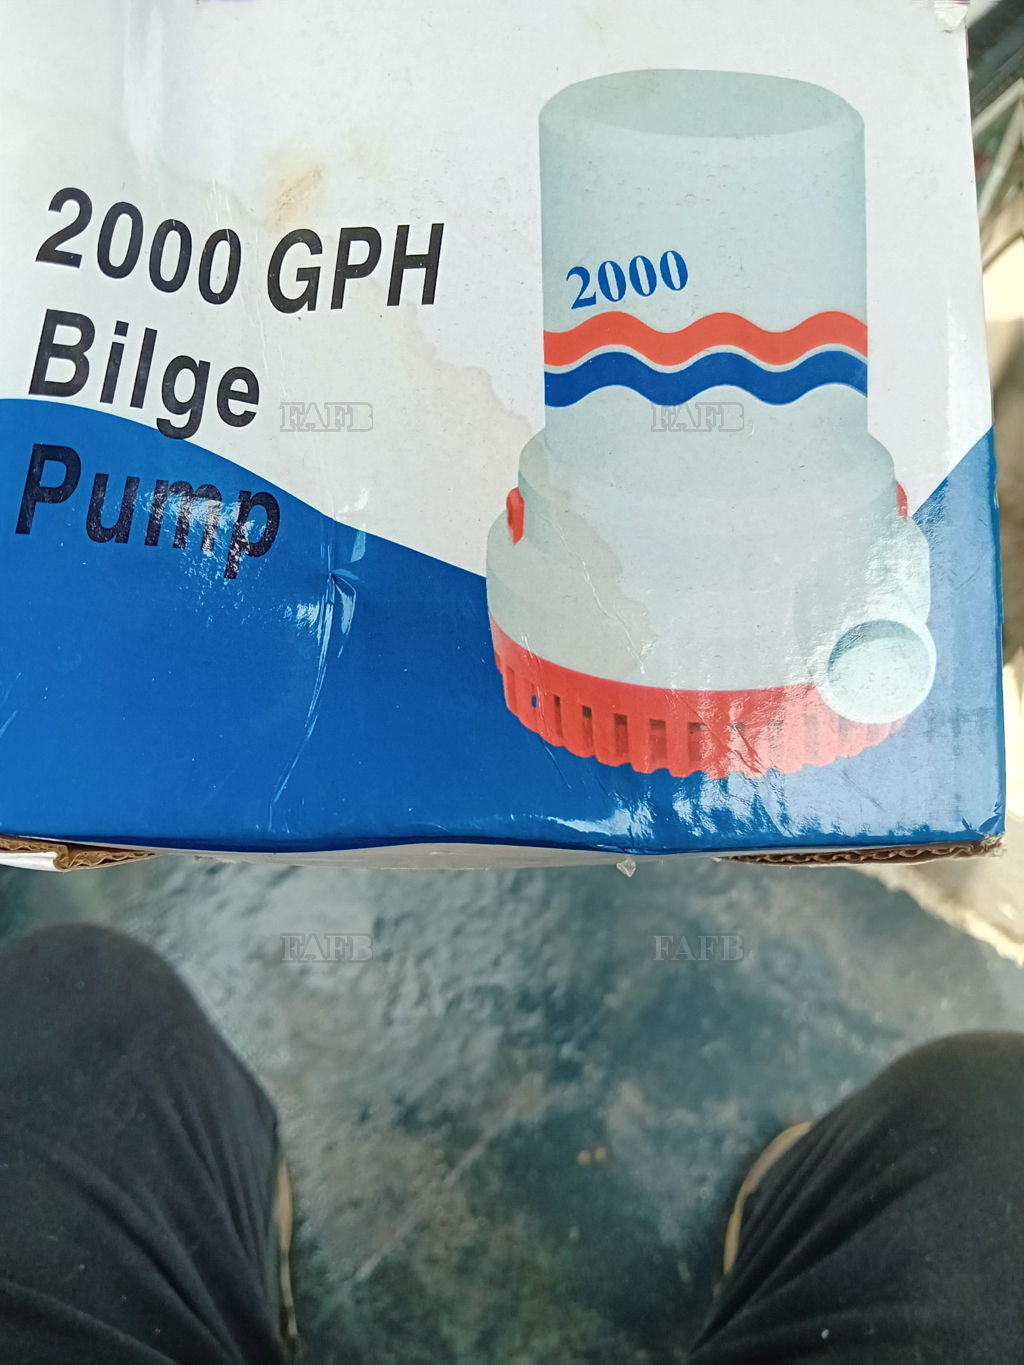 2000 GPH
Bilge
Pump
2000
FAFB FAFB
FAFB FAFB